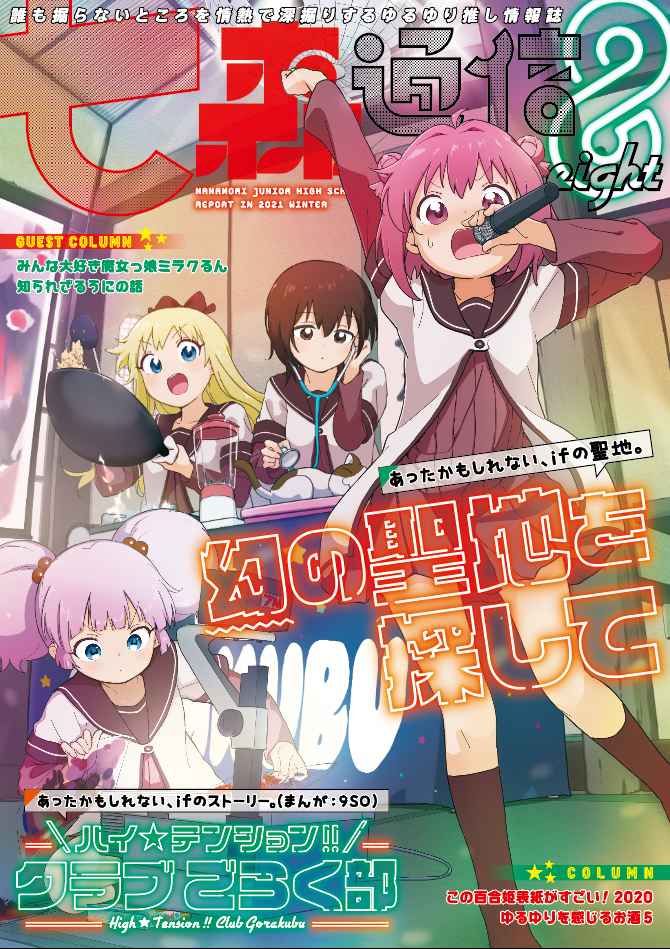 誰も掘らないところを情熱で深掘りするゆるゆり推し情報誌
七森通信
8
eight
NANAMORI JUNIOR HIGH SCH
REPORT IN 2021 WINTER
GUEST COLUMN
みんな大好き魔女っ娘ミラクるん
知られざるうにの話
あったかもしれない、ifの聖地。
幻の聖地を
探して
KUBU
あったかもしれない、ifのストーリー。(まんが:9SO)
\ハイ☆テンション!!/
クラブごらく部
High★Tension!! Club Gorakubu
COLUMN
この百合姫表紙がすごい!2020
ゆるゆりを感じるお酒5